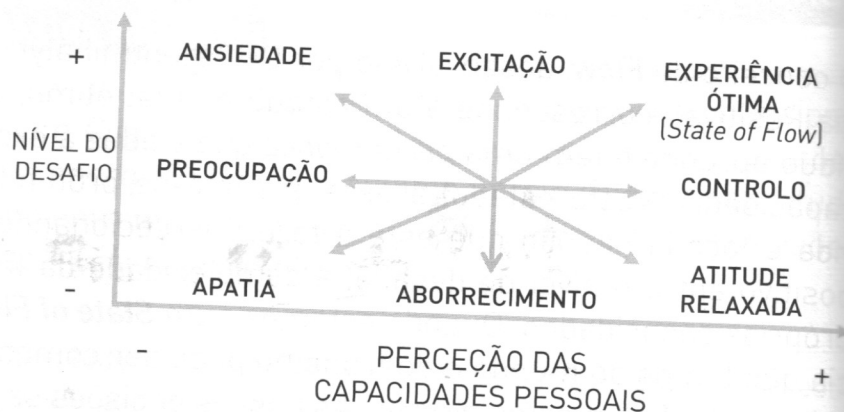 +
ANSIEDADE
EXCITAÇÃO
EXPERIÊNCIA
ÓTIMA
(State of Flow)
NÍVEL DO
DESAFIO
PREOCUPAÇÃO
CONTROLO
-
APATIA
ABORRECIMENTO
ATITUDE
RELAXADA
-
PERCEÇÃO DAS
CAPACIDADES PESSOAIS
+